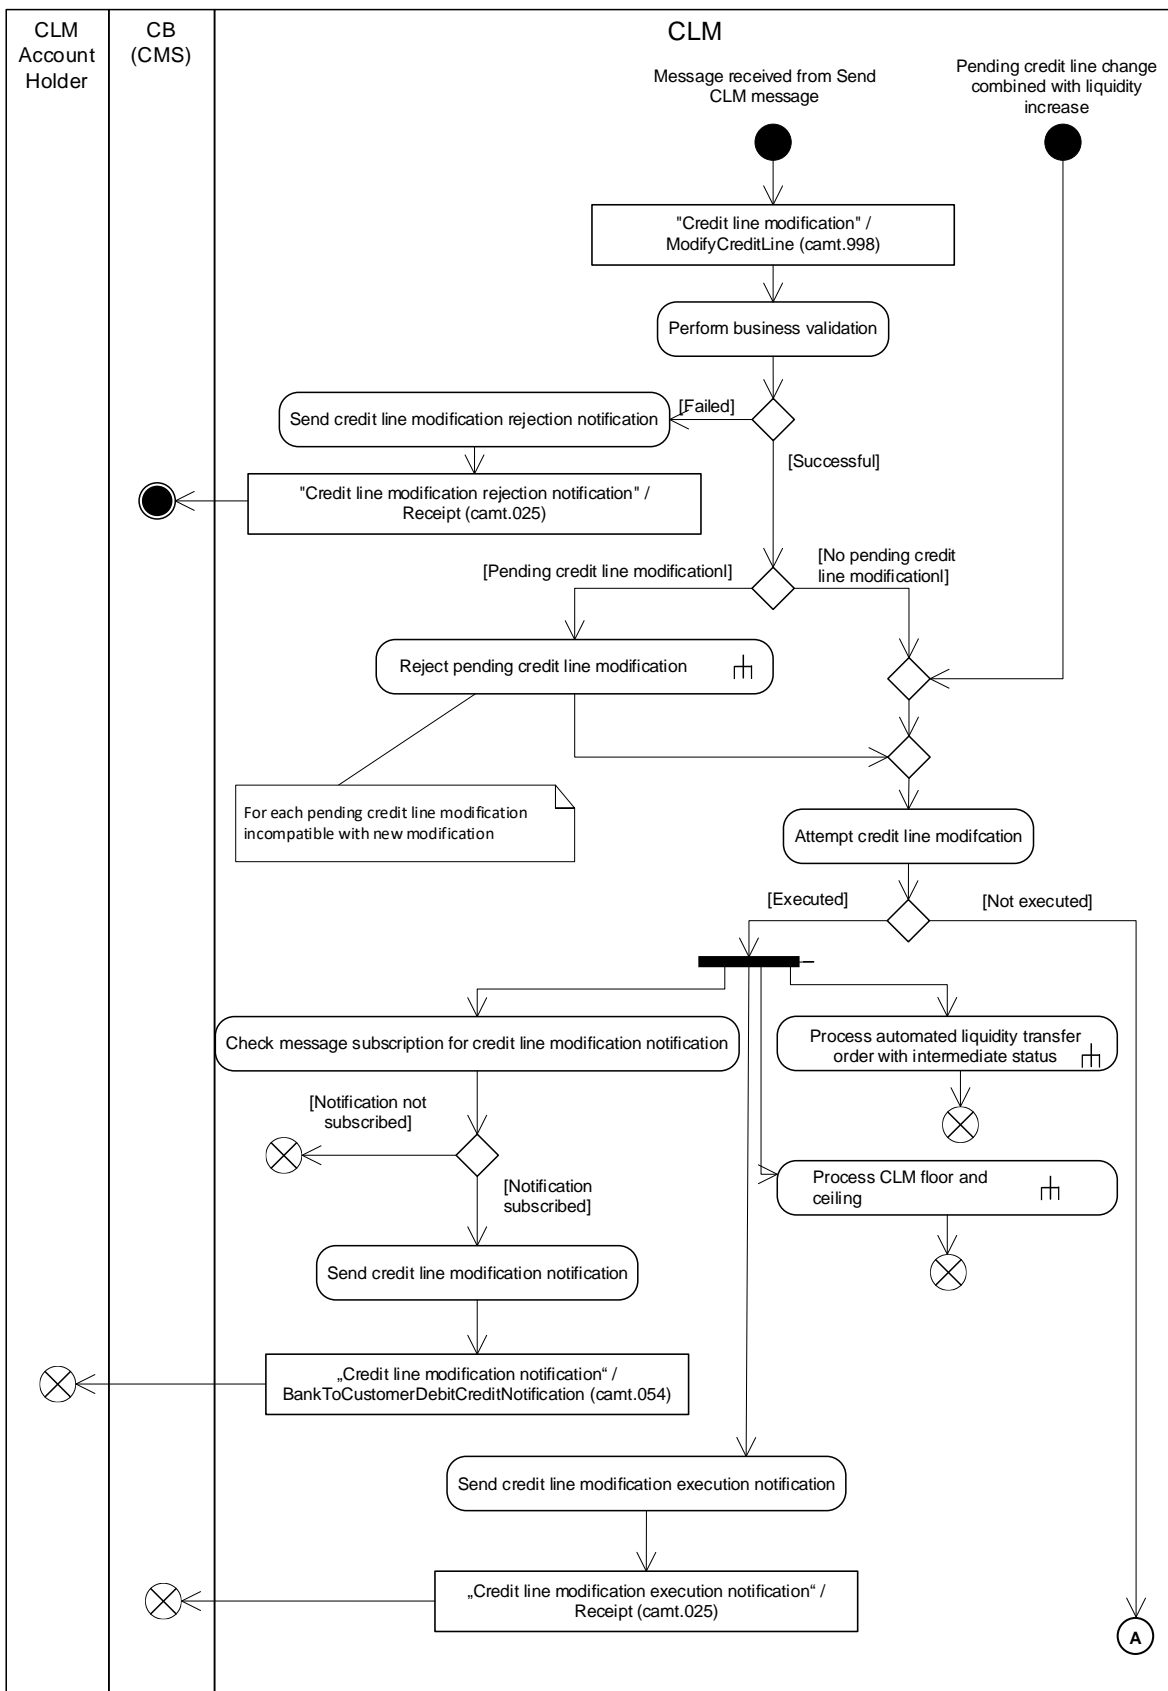 CLM
Account
Holder
CB
(CMS)
CLM
Message received from Send
CLM message
Pending credit line change
combined with liquidity
increase
"Credit line modification" /
ModifyCreditLine (camt.998)
Perform business validation
[Failed]
Send credit line modification rejection notification
[Successful]
"Credit line modification rejection notification" /
Receipt (camt.025)
[Pending credit line modificationl]
[No pending credit
line modificationl]
Reject pending credit line modification
For each pending credit line modification
incompatible with new modification
Attempt credit line modifcation
[Executed]
[Not executed]
Check message subscription for credit line modification notification
Process automated liquidity transfer
order with intermediate status
[Notification not
subscribed]
Process CLM floor and
ceiling
[Notification
subscribed]
Send credit line modification notification
„Credit line modification notification“ /
BankToCustomerDebitCreditNotification (camt.054)
Send credit line modification execution notification
„Credit line modification execution notification“ /
Receipt (camt.025)
A